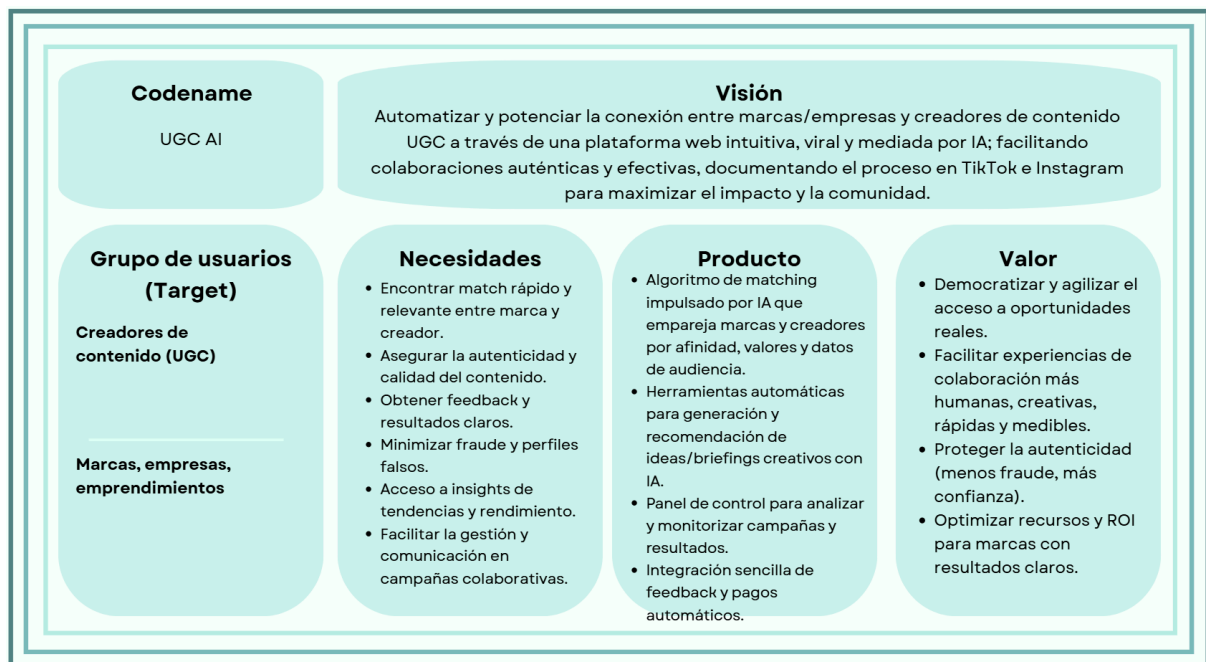 Codename
UGC AI
Visión
Automatizar y potenciar la conexión entre marcas/empresas y creadores de contenido
UGC a través de una plataforma web intuitiva, viral y mediada por IA; facilitando
colaboraciones auténticas y efectivas, documentando el proceso en TikTok e Instagram
para maximizar el impacto y la comunidad.
Grupo de usuarios
(Target)
Creadores de
contenido (UGC)
Marcas, empresas,
emprendimientos
Necesidades
• Encontrar match rápido y
relevante entre marca y
creador.
• Asegurar la autenticidad y
calidad del contenido.
• Obtener feedback y
resultados claros.
• Minimizar fraude y perfiles
falsos.
• Acceso a insights de
tendencias y rendimiento.
• Facilitar la gestión y
comunicación en
campañas colaborativas.
Producto
• Algoritmo de matching
impulsado por IA que
empareja marcas y creadores
por afinidad, valores y datos
de audiencia.
• Herramientas automáticas
para generación y
recomendación de
ideas/briefings creativos con
IA.
• Panel de control para analizar
y monitorizar campañas y
resultados.
• Integración sencilla de
feedback y pagos
automáticos.
Valor
• Democratizar y agilizar el
acceso a oportunidades
reales.
• Facilitar experiencias de
colaboración más
humanas, creativas,
rápidas y medibles.
• Proteger la autenticidad
(menos fraude, más
confianza).
• Optimizar recursos y ROI
para marcas con
resultados claros.